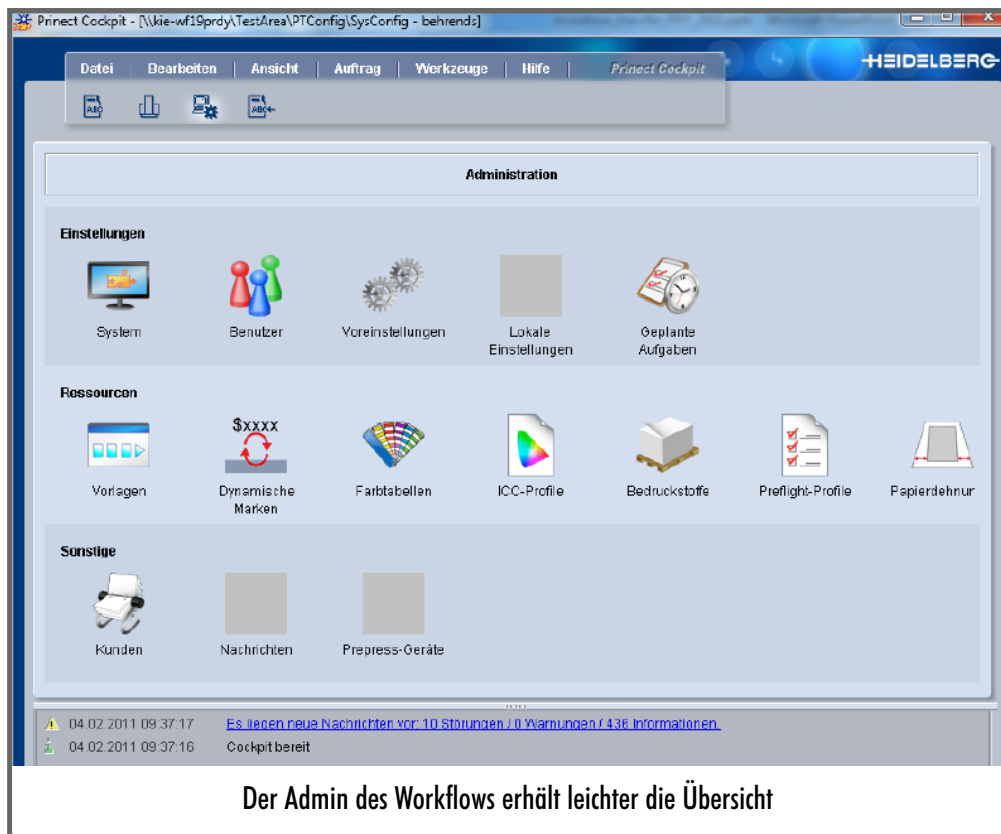 Prinect Cockpit - [\\kie-wf19prdy\TestArea\PTConfig\SysConfig - behrends]
Datei | Bearbeiten | Ansicht | Auftrag | Werkzeuge | Hilfe | Prinect Cockpit
HEIDELBERG
ABC
ABC
Administration
Einstellungen
System
Benutzer
Voreinstellungen
Lokale
Einstellungen
Geplante
Aufgaben
Ressourcen
$xxxx
Vorlagen
Dynamische
Marken
Farbtabellen
ICC-Profile
Bedruckstoffe
Preflight-Profile
Papierdehnur
Sonstige
Kunden
Nachrichten
Prepress-Geräte
04.02.2011 09:37:17 Es liegen neue Nachrichten vor: 10 Störungen / 0 Warnungen / 436 Informationen.
04.02.2011 09:37:16 Cockpit bereit
Der Admin des Workflows erhält leichter die Übersicht